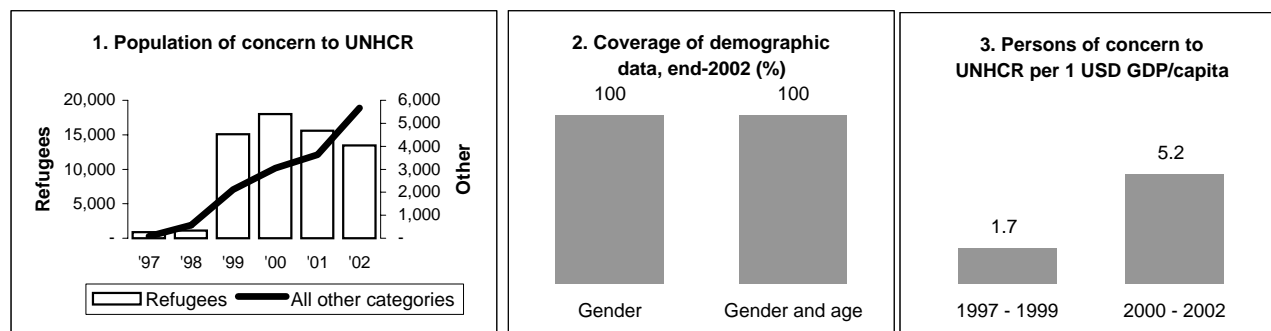 1. Population of concern to UNHCR
20,000
15,000
10,000
5,000
-
6,000
5,000
4,000
3,000
2,000
1,000
-
Refugees
Other
'97 '98 '99 '00 '01 '02
Refugees All other categories
2. Coverage of demographic
data, end-2002 (%)
100 100
Gender Gender and age
3. Persons of concern to
UNHCR per 1 USD GDP/capita
5.2
1.7
1997 - 1999 2000 - 2002